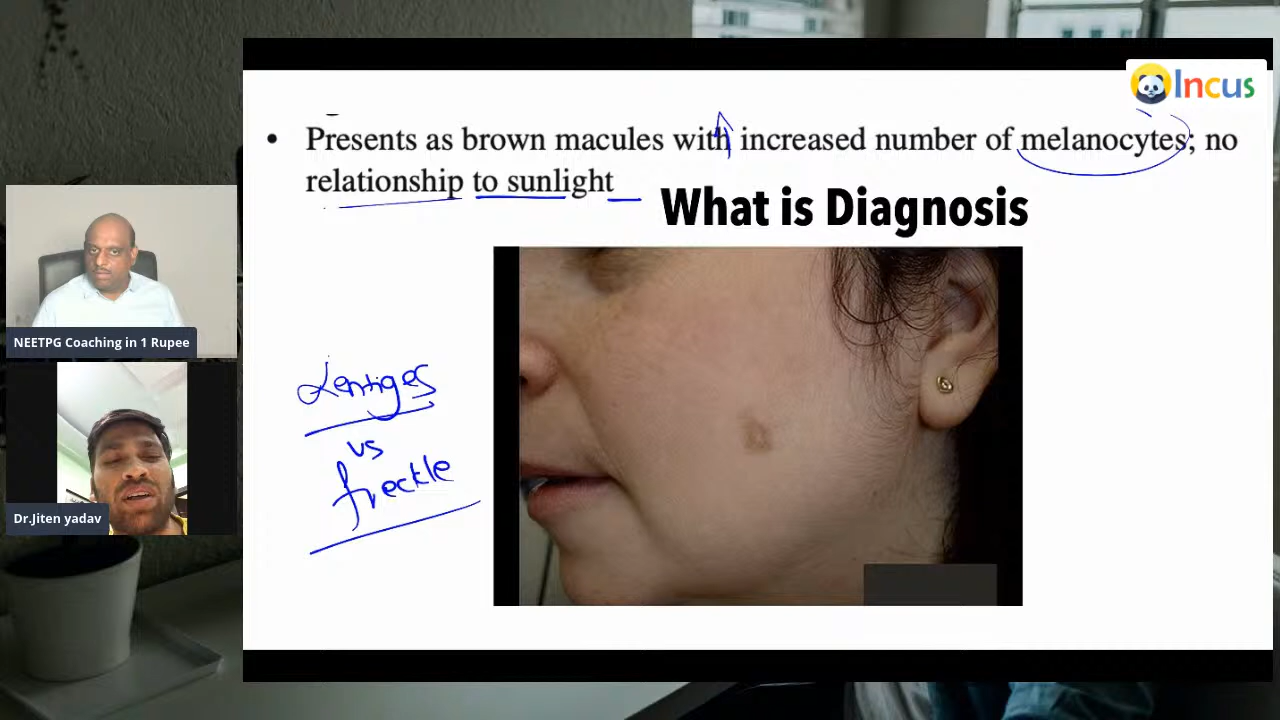 Incus
• Presents as brown macules with increased number of melanocytes; no
relationship to sunlight
What is Diagnosis
NEETPG Coaching in 1 Rupee
Lentiges
vs
freckle
Dr.Jiten yadav